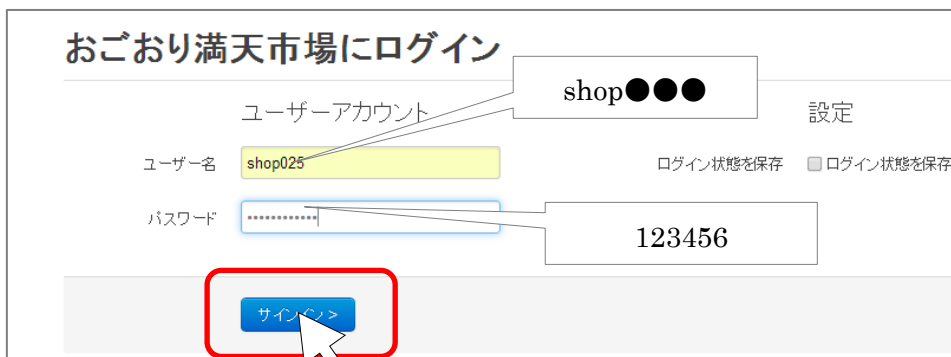 おごおり満天市場にログイン
shop●●●
ユーザーアカウント
設定
ユーザー名
shop025
ログイン状態を保存
ログイン状態を保存
パスワード
••••••••••••
123456
サインイン >